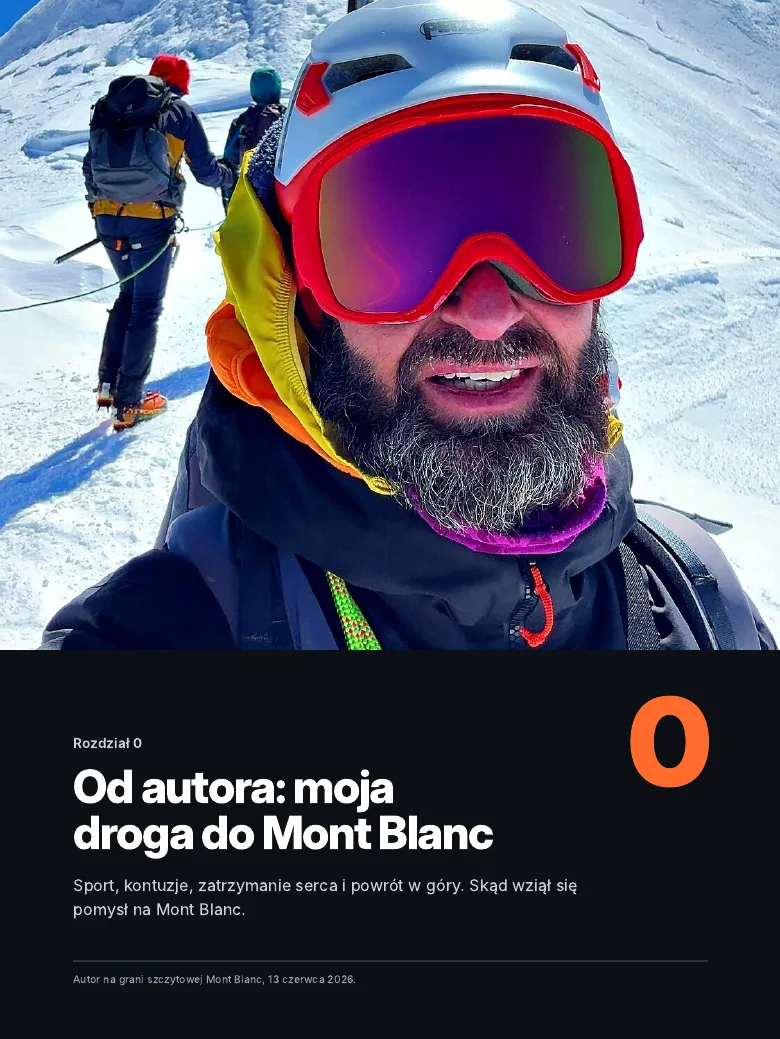 Rozdział 0
0
Od autora: moja
droga do Mont Blanc
Sport, kontuzje, zatrzymanie serca i powrót w góry. Skąd wziął się
pomysł na Mont Blanc.
Autor na grani szczytowej Mont Blanc, 13 czerwca 2026.